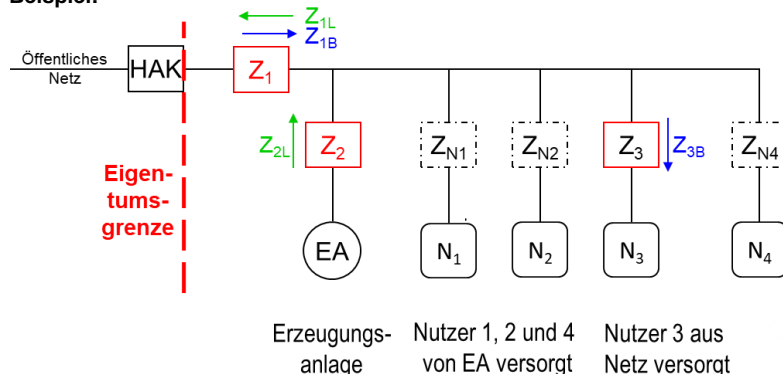 Beispiel:
Z1L
Z1B
Öffentliches
Netz
HAK
Z1
Z2L
Z2
ZN1
ZN2
Z3
Z3B
ZN4
Eigen-
tums-
grenze
EA
N1
N2
N3
N4
Erzeugungs-
anlage
Nutzer 1, 2 und 4
von EA versorgt
Nutzer 3 aus
Netz versorgt